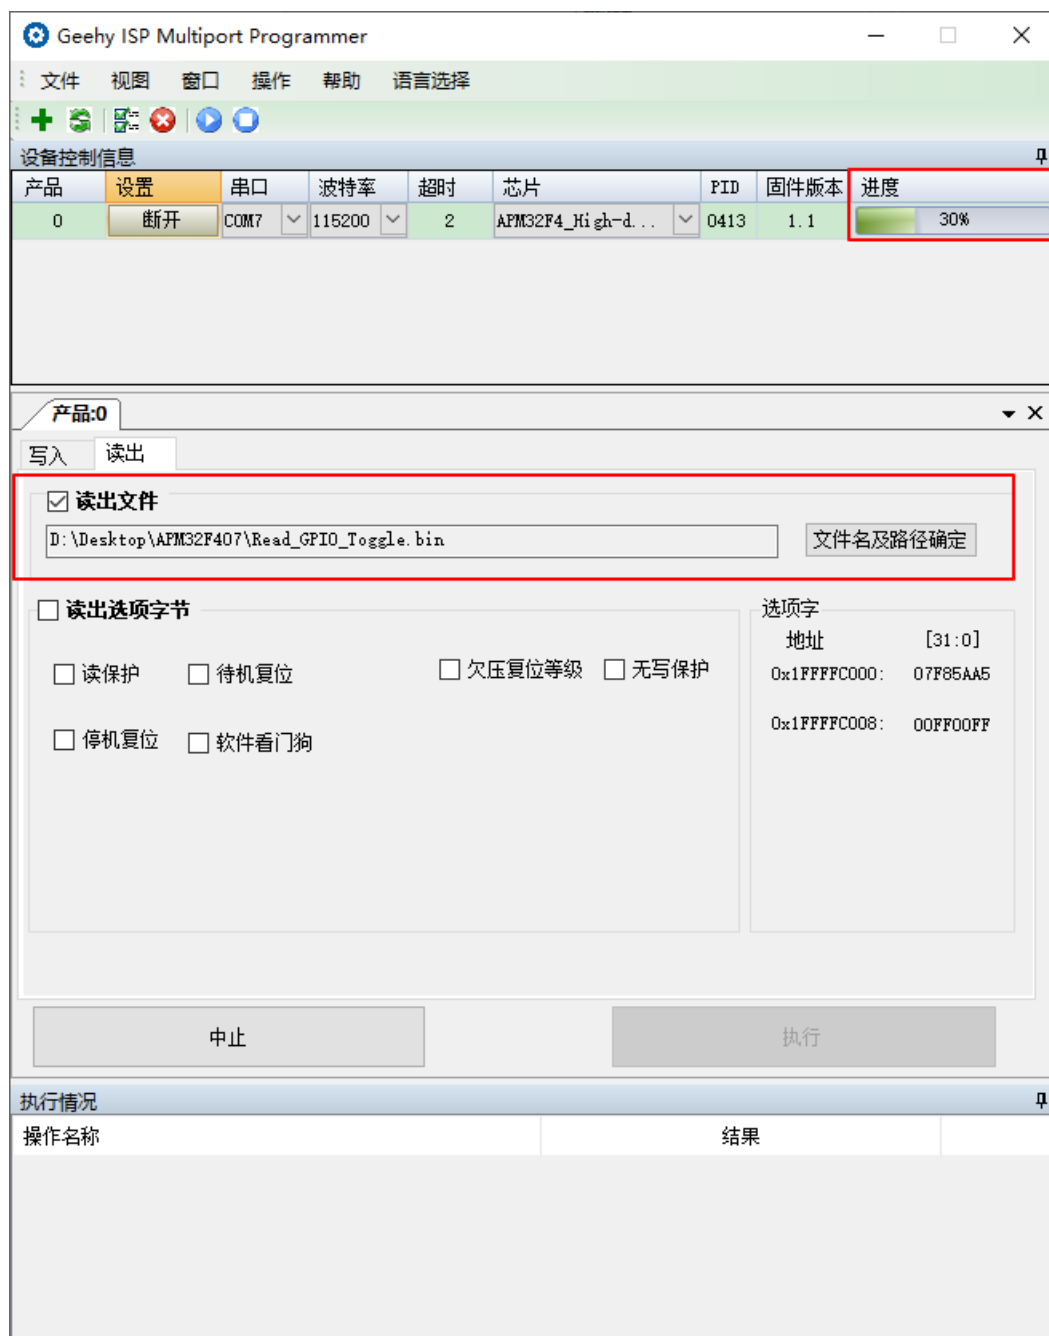 Geehy ISP Multiport Programmer
文件 视图 窗口 操作 帮助 语言选择
设备控制信息
产品 设置 串口 波特率 超时 芯片 PID 固件版本 进度
0 断开 COM7 115200 2 APM32F4_High-d... 0413 1.1 30%
产品:0
写入 读出
读出文件
D:\Desktop\APM32F407\Read_GPIO_Toggle.bin 文件名及路径确定
读出选项字节 选项字
地址 [31:0]
读保护 待机复位 欠压复位等级 无写保护 0x1FFFFC000: 07F85AA5
0x1FFFFC008: 00FF00FF
停机复位 软件看门狗
中止 执行
执行情况
操作名称 结果